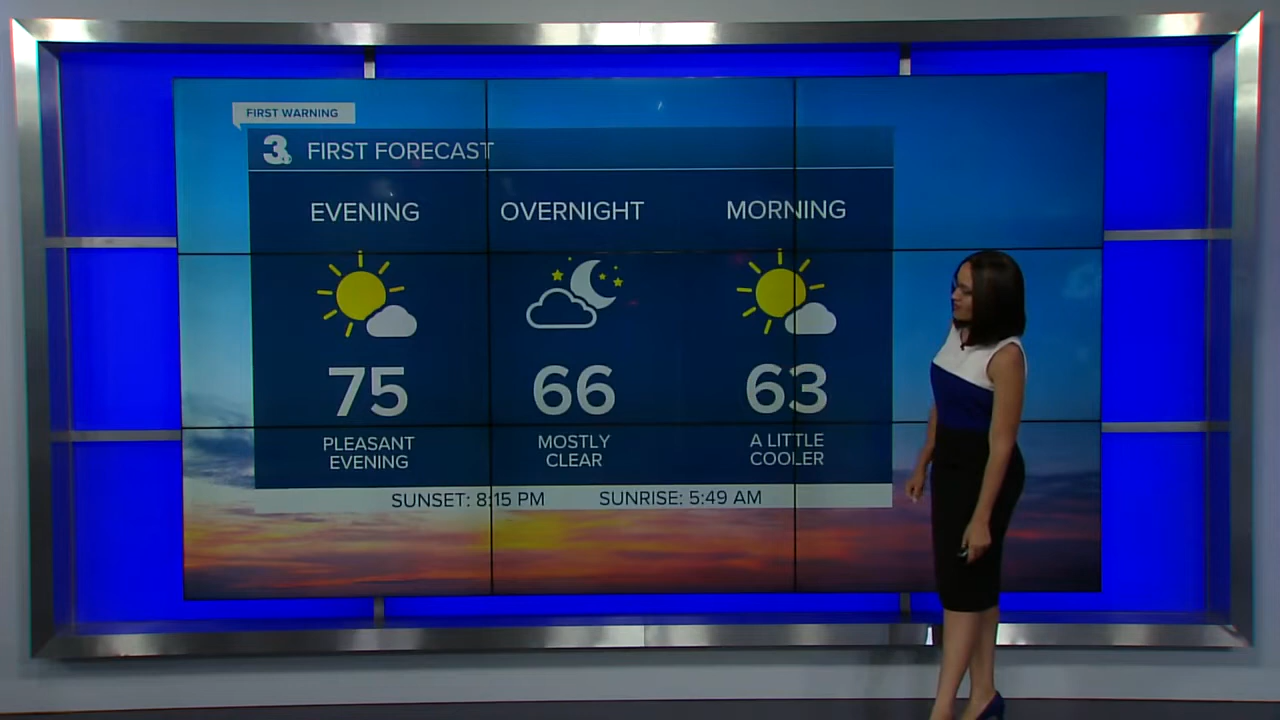 FIRST WARNING
3 FIRST FORECAST
EVENING OVERNIGHT MORNING
75 66 63
PLEASANT EVENING MOSTLY CLEAR A LITTLE COOLER
SUNSET: 8:15 PM SUNRISE: 5:49 AM